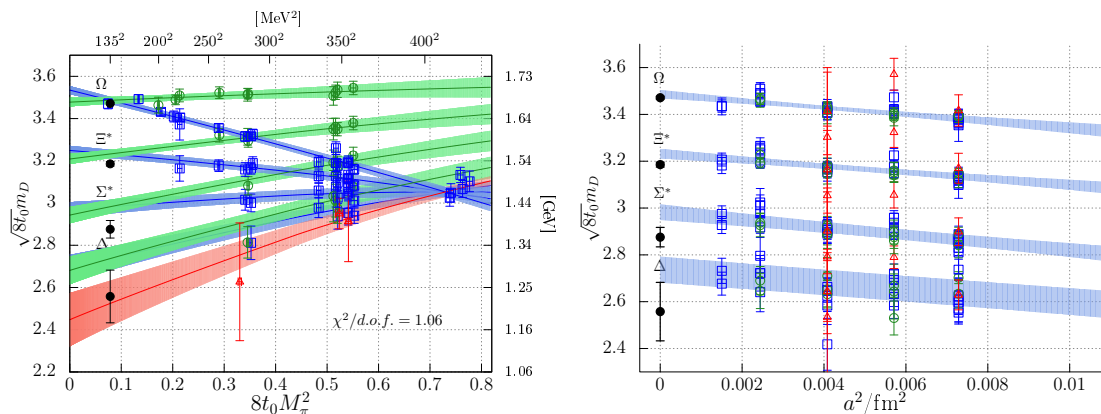 [MeV²]
135² 200² 250² 300² 350² 400²
3.6 3.4 3.2 3 2.8 2.6 2.4 2.2
√8t₀m_D
Ω
Ξ*
Σ*
Δ
χ²/d.o.f. = 1.06
1.73 1.64 1.54 1.44 1.34 1.25 1.16 1.06
[GeV]
0 0.1 0.2 0.3 0.4 0.5 0.6 0.7 0.8
8t₀M_π²
3.6 3.4 3.2 3 2.8 2.6 2.4
√8t₀m_D
Ω
Ξ*
Σ*
Δ
0 0.002 0.004 0.006 0.008 0.01
a²/fm²